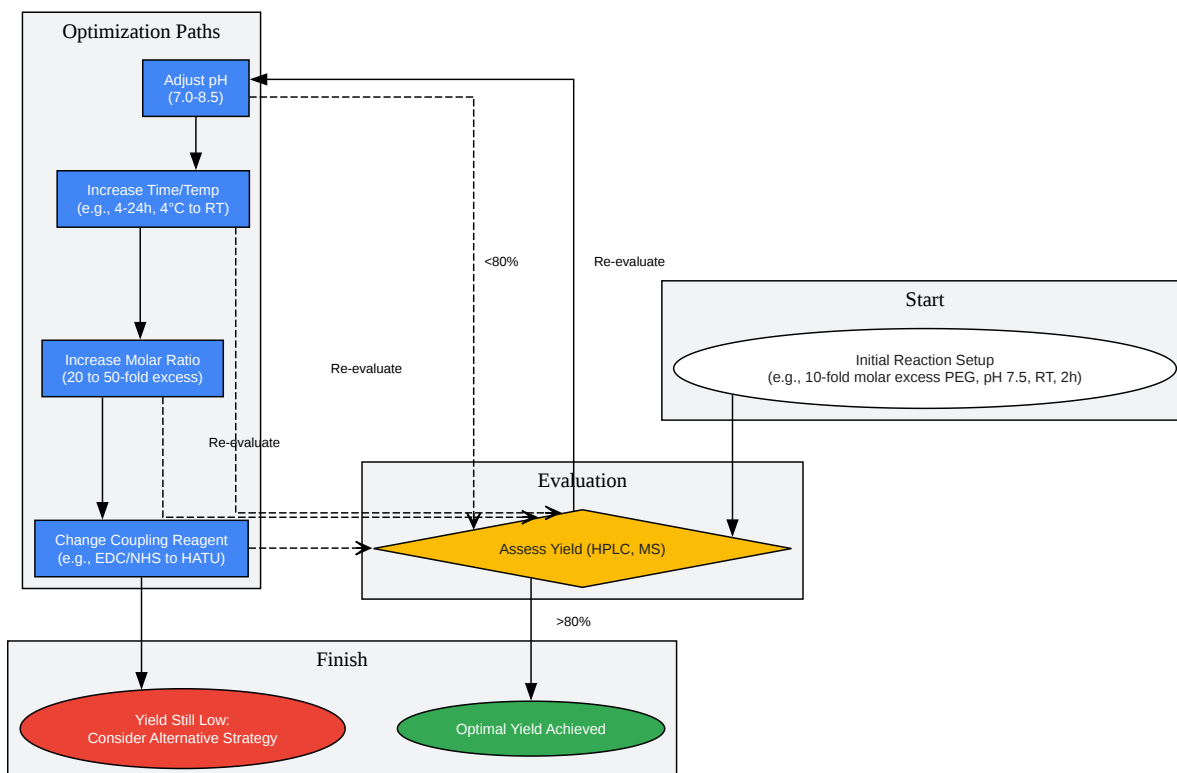 Optimization Paths
Adjust pH
(7.0-8.5)
Increase Time/Temp
(e.g., 4-24h, 4°C to RT)
<80%
Re-evaluate
Start
Initial Reaction Setup
(e.g., 10-fold molar excess PEG, pH 7.5, RT, 2h)
Increase Molar Ratio
(20 to 50-fold excess)
Re-evaluate
Re-evaluate
Evaluation
Change Coupling Reagent
(e.g., EDC/NHS to HATU)
Assess Yield (HPLC, MS)
>80%
Finish
Yield Still Low:
Consider Alternative Strategy
Optimal Yield Achieved